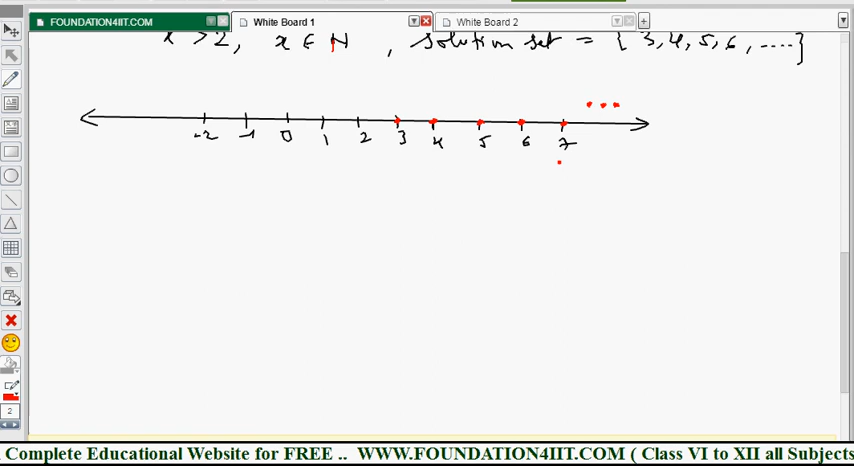 FOUNDATION4IIT.COM White Board 1 White Board 2
x > 2, x ∈ N , solution set = { 3, 4, 5, 6, .....}
-2 -1 0 1 2 3 4 5 6 7
2
Complete Educational Website for FREE .. WWW.FOUNDATION4IIT.COM ( Class VI to XII all Subjects